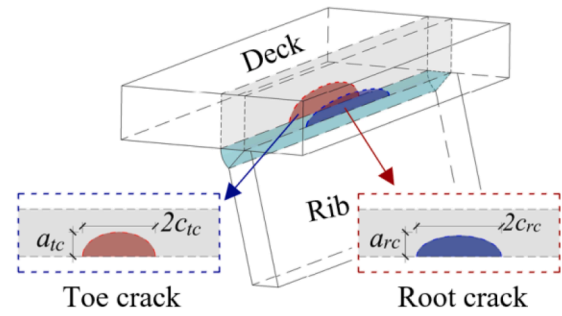 Deck
Rib
2c_tc
a_tc
2c_rc
a_rc
Toe crack
Root crack